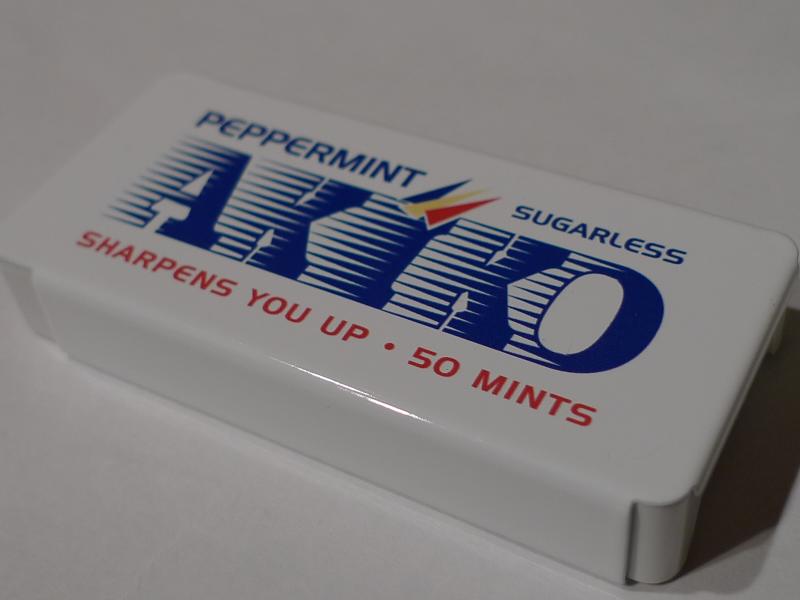 PEPPERMINT
SUGARLESS
AKKO
SHARPENS YOU UP • 50 MINTS